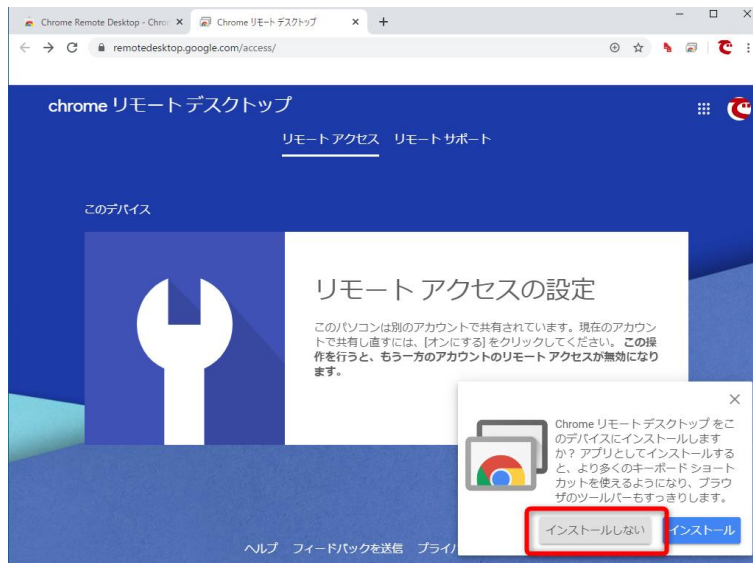 Chrome Remote Desktop - Chro
Chrome リモート デスクトップ
remotedesktop.google.com/access/
chrome リモート デスクトップ
リモート アクセス リモート サポート
このデバイス
リモート アクセスの設定
このパソコンは別のアカウントで共有されています。現在のアカウン
トで共有し直すには、[オンにする] をクリックしてください。この操
作を行うと、もう一方のアカウントのリモート アクセスが無効になり
ます。
Chrome リモート デスクトップ をこ
のデバイスにインストールします
か？ アプリとしてインストールする
と、より多くのキーボード ショート
カットを使えるようになり、ブラウ
ザのツールバーもすっきりします。
インストールしない インストール
ヘルプ フィードバックを送信 プライ